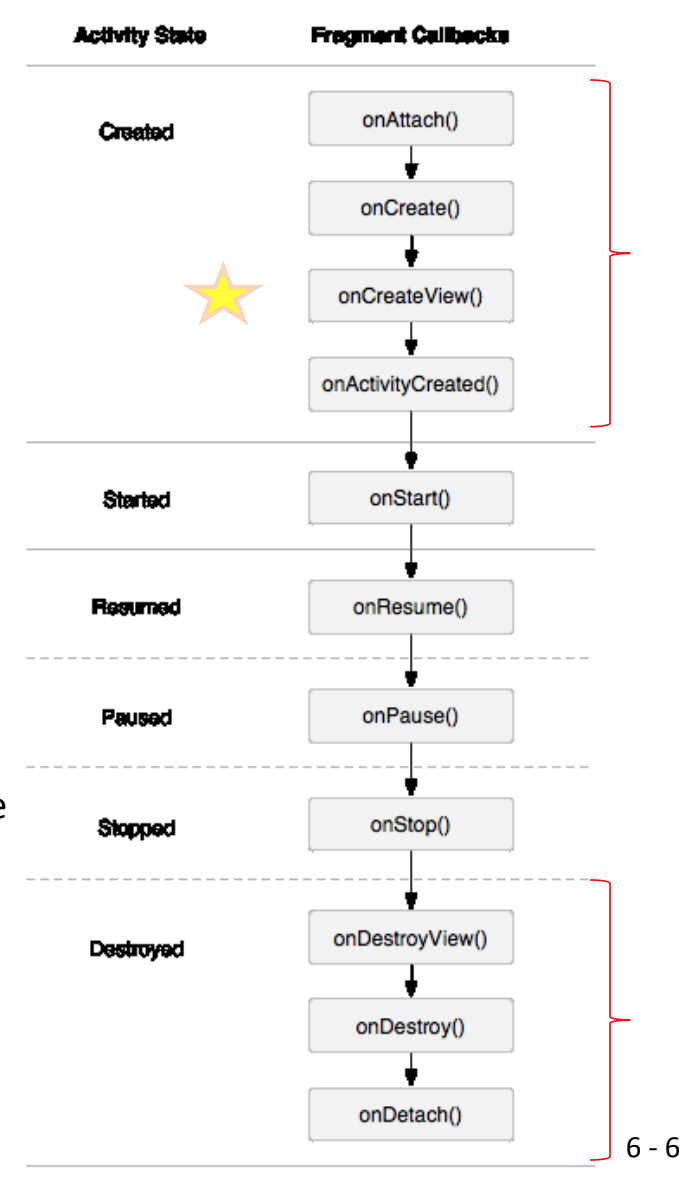 Activity State Fragment Callbacks
Created
onAttach()
onCreate()
onCreateView()
onActivityCreated()
Started onStart()
Resumed onResume()
Paused onPause()
e
Stopped onStop()
Destroyed onDestroyView()
onDestroy()
onDetach()
6 - 6